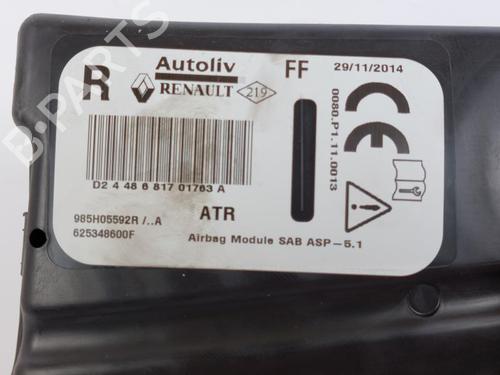 R
Autoliv
RENAULT
219
FF
29/11/2014
0080.P1.11.0013
D2 4 48 6 817 01763 A
985H05592R /..A
625348600F
ATR
Airbag Module SAB ASP-5.1
B-PARTS